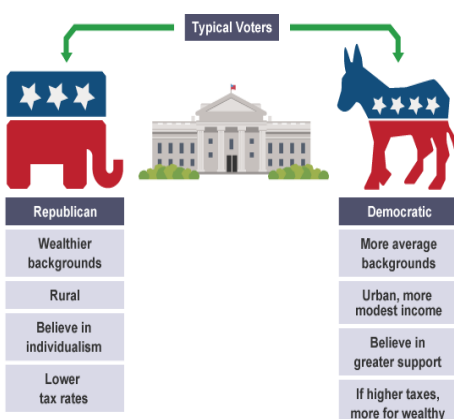 Typical Voters
Republican
Wealthier
backgrounds
Rural
Believe in
individualism
Lower
tax rates
Democratic
More average
backgrounds
Urban, more
modest income
Believe in
greater support
If higher taxes,
more for wealthy